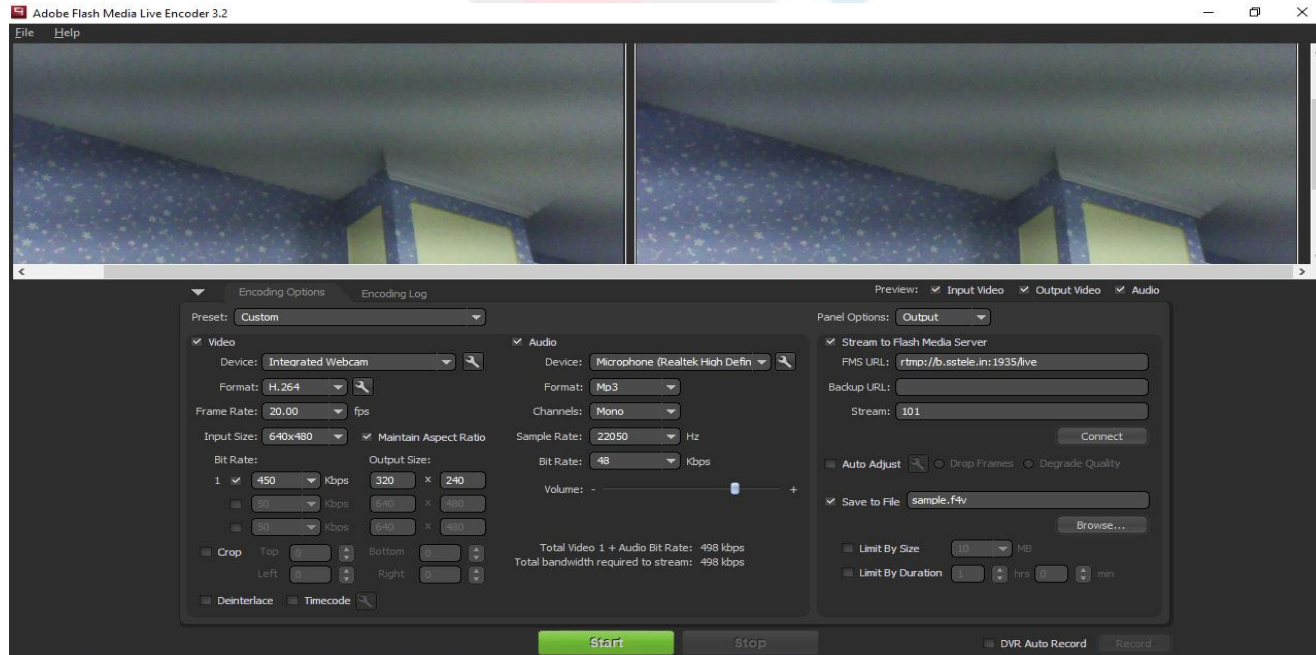 Adobe Flash Media Live Encoder 3.2
File Help
Encoding Options Encoding Log
Preview: Input Video Output Video Audio
Preset: Custom
Panel Options: Output
Video
Device: Integrated Webcam
Format: H.264
Frame Rate: 20.00 fps
Input Size: 640x480 Maintain Aspect Ratio
Bit Rate: Output Size:
1 450 Kbps 320 x 240
50 Kbps 640 x 480
50 Kbps 640 x 480
Crop Top 0 Bottom 0
Left 0 Right 0
Deinterlace Timecode
Audio
Device: Microphone (Realtek High Defin
Format: Mp3
Channels: Mono
Sample Rate: 22050 Hz
Bit Rate: 48 Kbps
Volume: - +
Total Video 1 + Audio Bit Rate: 498 kbps
Total bandwidth required to stream: 498 kbps
Stream to Flash Media Server
FMS URL: rtmp://b.sstele.in:1935/live
Backup URL:
Stream: 101
Connect
Auto Adjust Drop Frames Degrade Quality
Save to File sample.f4v
Browse...
Limit By Size 10 MB
Limit By Duration 1 hrs 0 min
Start Stop
DVR Auto Record Record